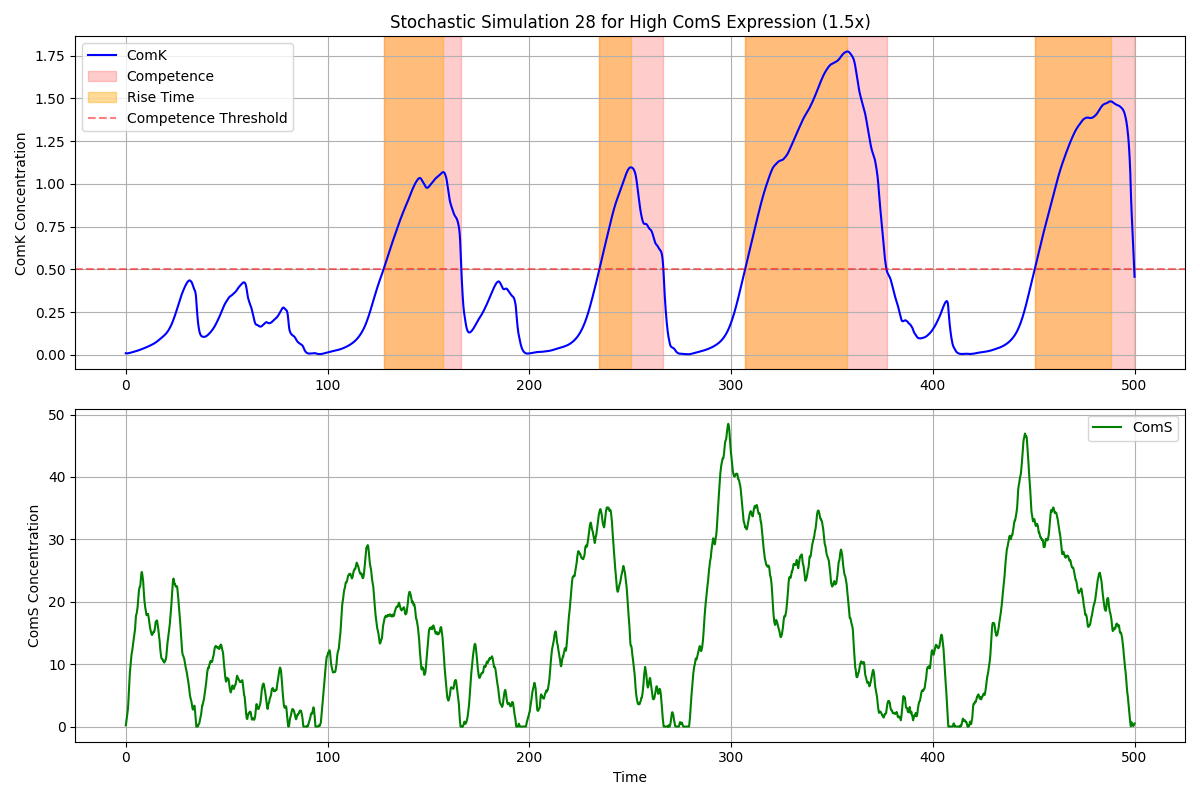 Stochastic Simulation 28 for High ComS Expression (1.5x)
ComK Concentration
1.75
1.50
1.25
1.00
0.75
0.50
0.25
0.00
ComK
Competence
Rise Time
Competence Threshold
0 100 200 300 400 500
ComS Concentration
50
40
30
20
10
0
ComS
0 100 200 300 400 500
Time